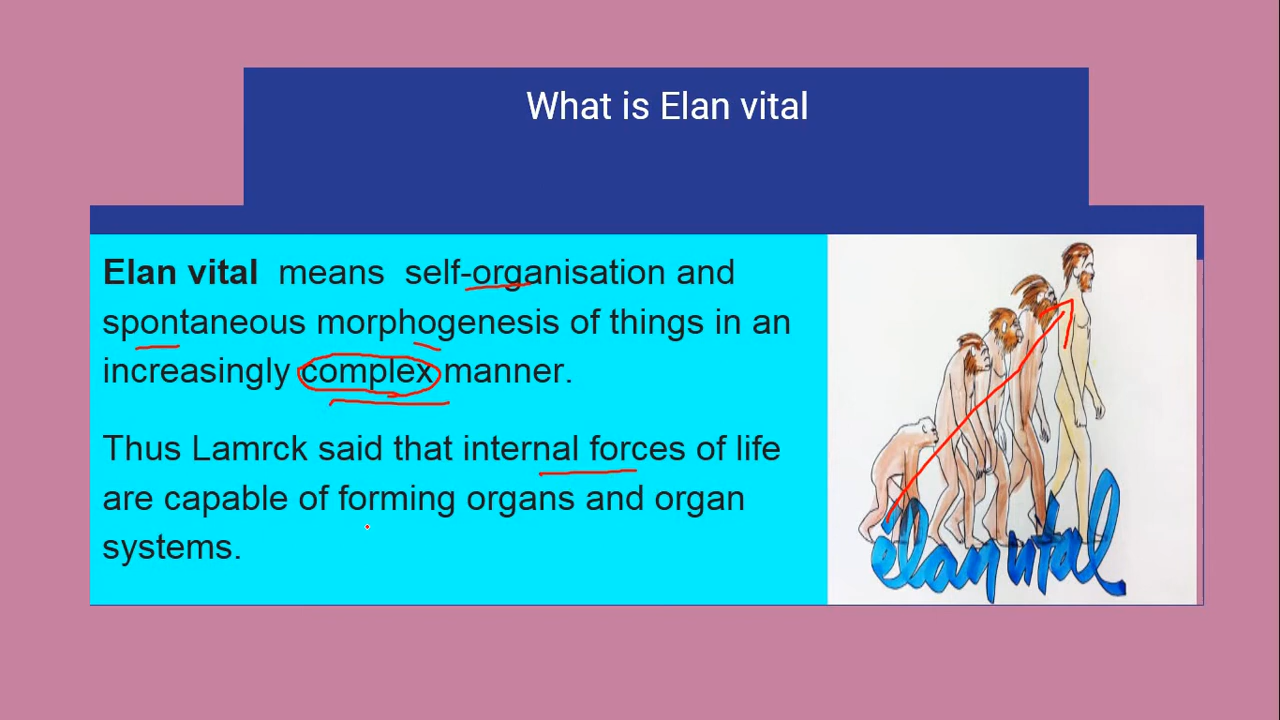 What is Elan vital
Elan vital means self-organisation and
spontaneous morphogenesis of things in an
increasingly complex manner.
Thus Lamrck said that internal forces of life
are capable of forming organs and organ
systems.
elan vital